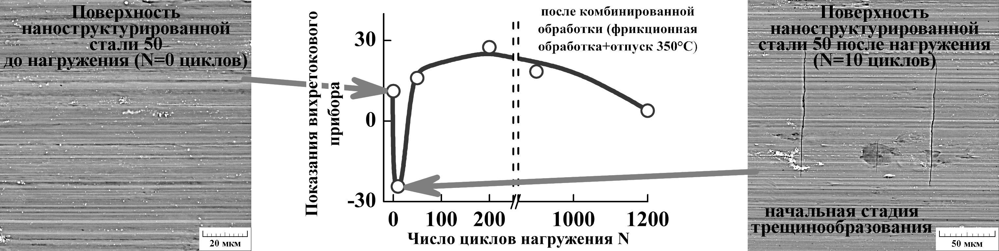 Поверхность
наноструктурированной
стали 50
до нагружения (N=0 циклов)
20 мкм
Показания вихретокового
прибора
30
0
-30
после комбинированной
обработки (фрикционная
обработка+отпуск 350°С)
0 100 200 1000 1200
Число циклов нагружения N
Поверхность
наноструктурированной
стали 50 после нагружения
(N=10 циклов)
начальная стадия
трещинообразования
50 мкм